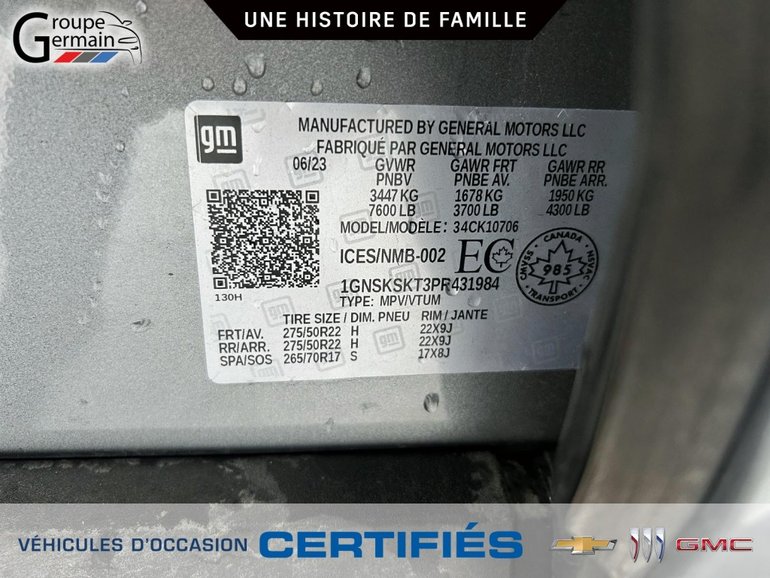 Groupe
Germain
UNE HISTOIRE DE FAMILLE
gm
MANUFACTURED BY GENERAL MOTORS LLC
FABRIQUÉ PAR GENERAL MOTORS LLC
06/23 GVWR GAWR FRT GAWR RR
PNBV PNBE AV. PNBE ARR.
3447 KG 1678 KG 1950 KG
7600 LB 3700 LB 4300 LB
MODEL/MODÈLE: 34CK10706
ICES/NMB-002 EC
CMVSS NSVAC
985
TRANSPORT
1GNSKSKT3PR431984
130H
TYPE: MPV/VTUM
TIRE SIZE / DIM. PNEU RIM / JANTE
FRT/AV. 275/50R22 H 22X9J
RR/ARR. 275/50R22 H 22X9J
SPA/SOS 265/70R17 S 17X8J
VÉHICULES D'OCCASION CERTIFIÉS
GMC